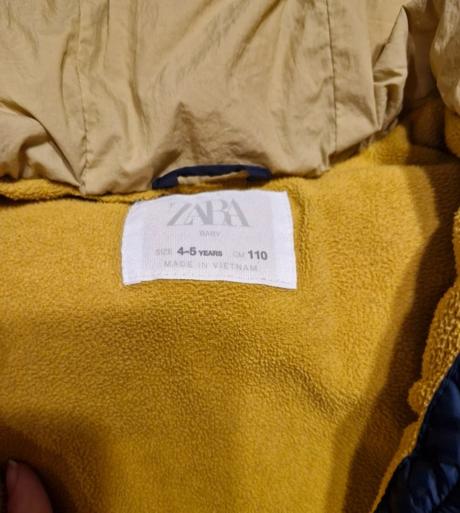 ZARA
BABY
SIZE 4-5 YEARS CM 110
MADE IN VIETNAM